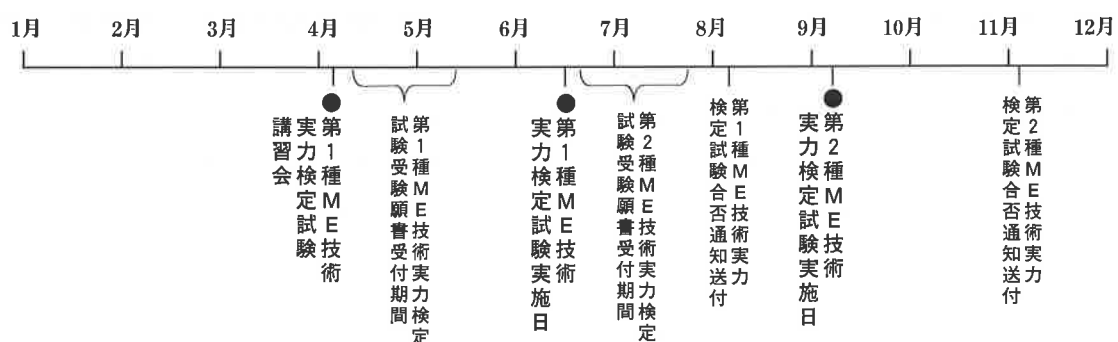 1月 2月 3月 4月 5月 6月 7月 8月 9月 10月 11月 12月
第1種ME技術
実力検定試験
講習会
第1種ME技術実力検定
試験受験願書受付期間
第1種ME技術
実力検定試験実施日
第2種ME技術実力検定
試験受験願書受付期間
第1種ME技術実力
検定試験合否通知送付
第2種ME技術
実力検定試験実施日
第2種ME技術実力
検定試験合否通知送付